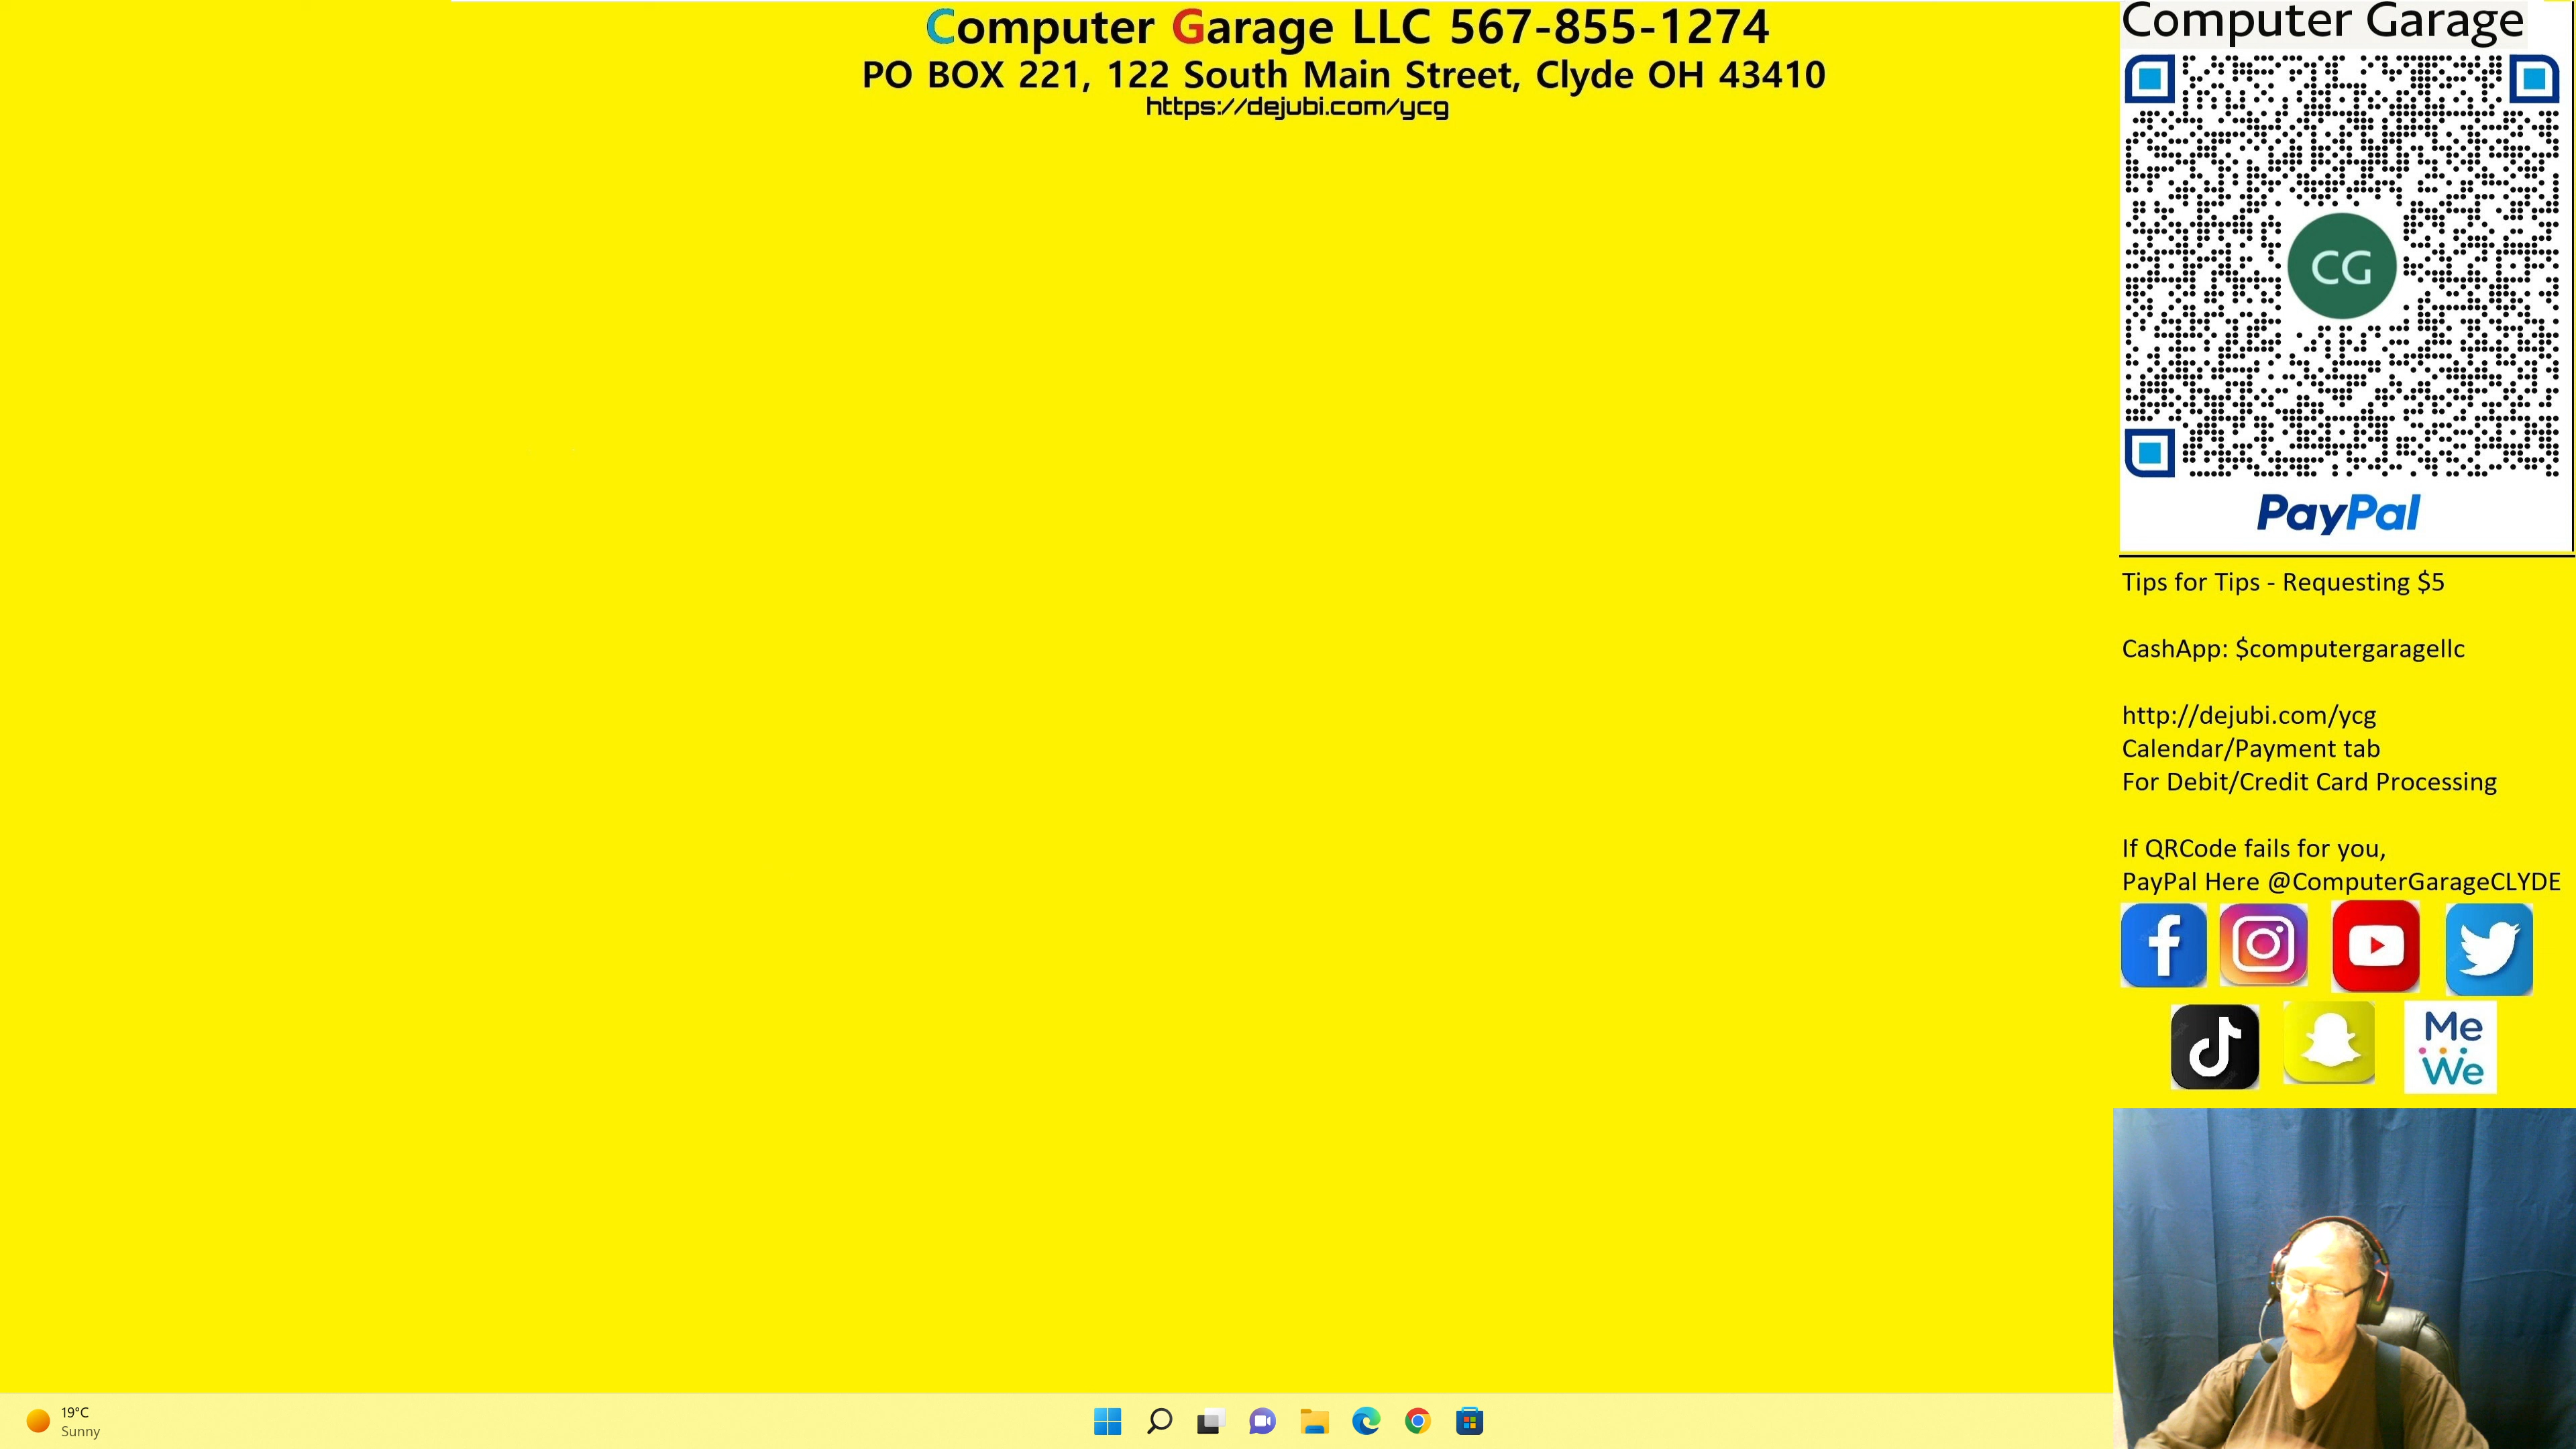 Computer Garage LLC 567-855-1274
PO BOX 221, 122 South Main Street, Clyde OH 43410
https://dejubi.com/ycg
Computer Garage
CG
PayPal
Tips for Tips - Requesting $5
CashApp: $computergaragellc
http://dejubi.com/ycg
Calendar/Payment tab
For Debit/Credit Card Processing
If QRCode fails for you,
PayPal Here @ComputerGarageCLYDE
Me
We
19°C
Sunny